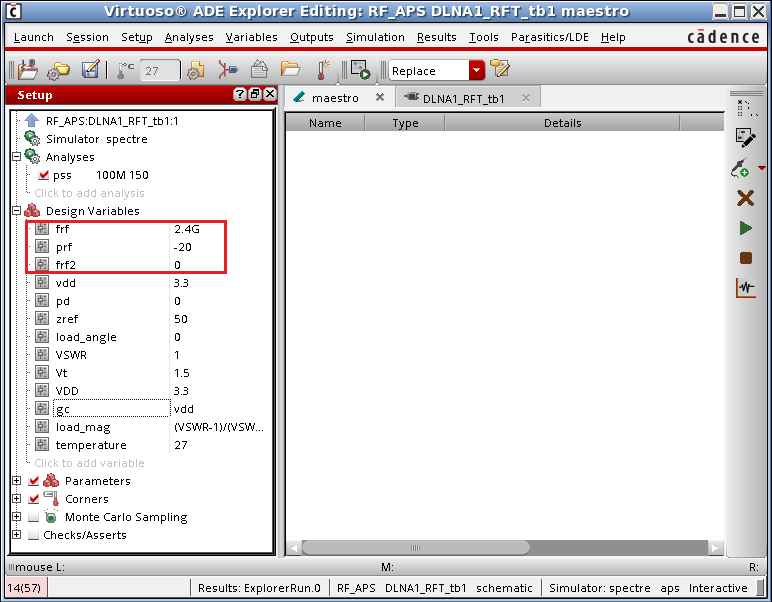 Virtuoso® ADE Explorer Editing: RF_APS DLNA1_RFT_tb1 maestro
Launch Session Setup Analyses Variables Outputs Simulation Results Tools Parasitics/LDE Help cādence
27 Replace
Setup
maestro
DLNA1_RFT_tb1
Name Type Details
RF_APS:DLNA1_RFT_tb1:1
Simulator spectre
Analyses
pss 100M 150
Click to add analysis
Design Variables
frf 2.4G
prf -20
frf2 0
vdd 3.3
pd 0
zref 50
load_angle 0
VSWR 1
Vt 1.5
VDD 3.3
gc vdd
load_mag (VSWR-1)/(VSW...
temperature 27
Click to add variable
Parameters
Corners
Monte Carlo Sampling
Checks/Asserts
mouse L: M: R:
14(57) Results: ExplorerRun.0 RF_APS DLNA1_RFT_tb1 schematic Simulator: spectre aps Interactive